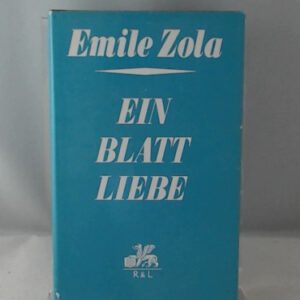 Emile Zola
EIN
BLATT
LIEBE
R & L